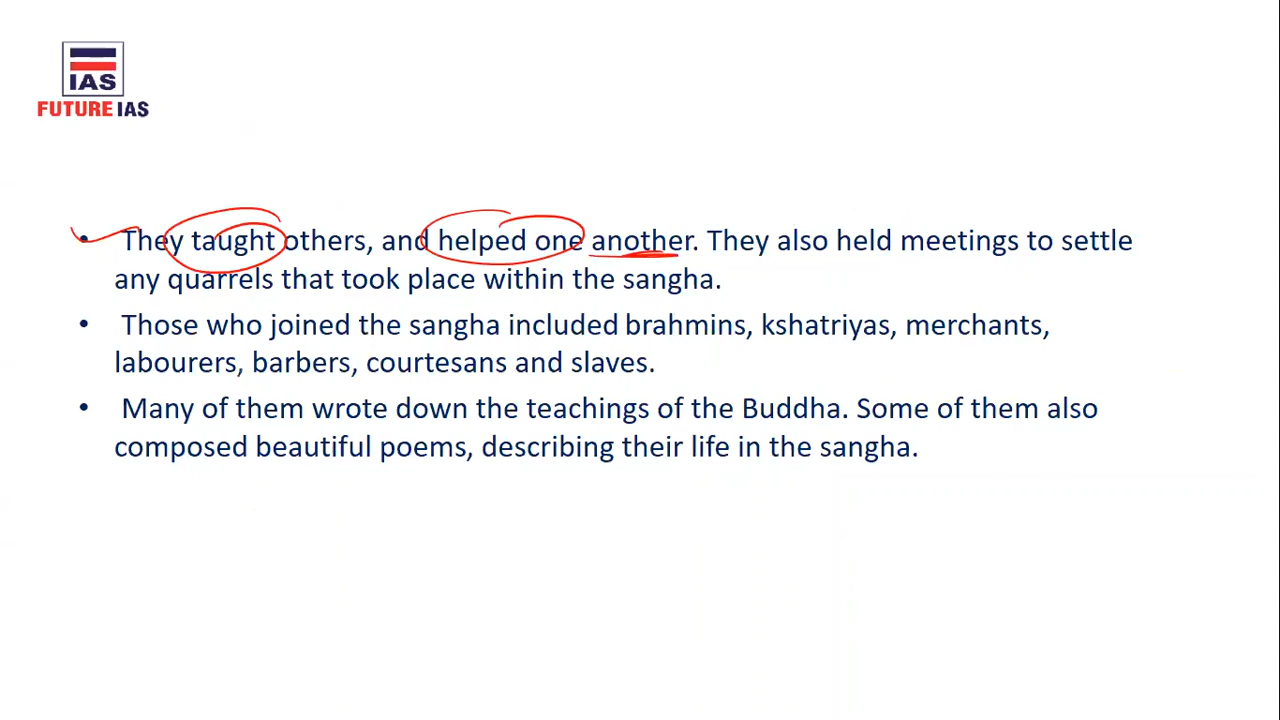 IAS
FUTURE IAS
• They taught others, and helped one another. They also held meetings to settle
any quarrels that took place within the sangha.
• Those who joined the sangha included brahmins, kshatriyas, merchants,
labourers, barbers, courtesans and slaves.
• Many of them wrote down the teachings of the Buddha. Some of them also
composed beautiful poems, describing their life in the sangha.